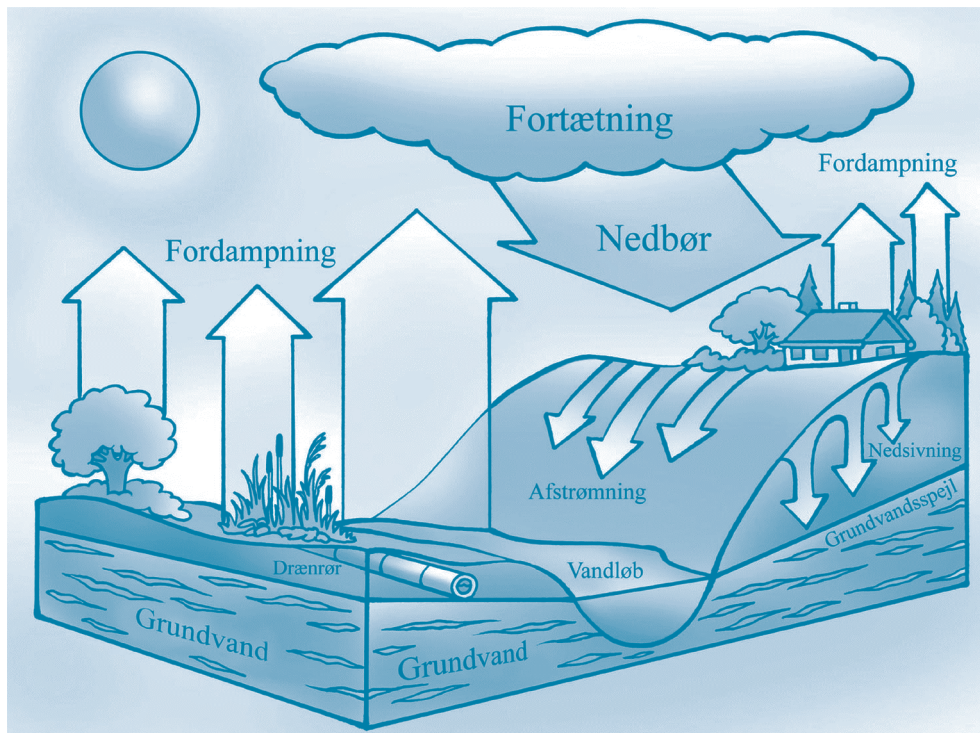 Fortætning
Fordampning
Nedbør
Fordampning
Nedsivning
Afstrømning
Grundvandsspejl
Drænrør
Vandløb
Grundvand
Grundvand